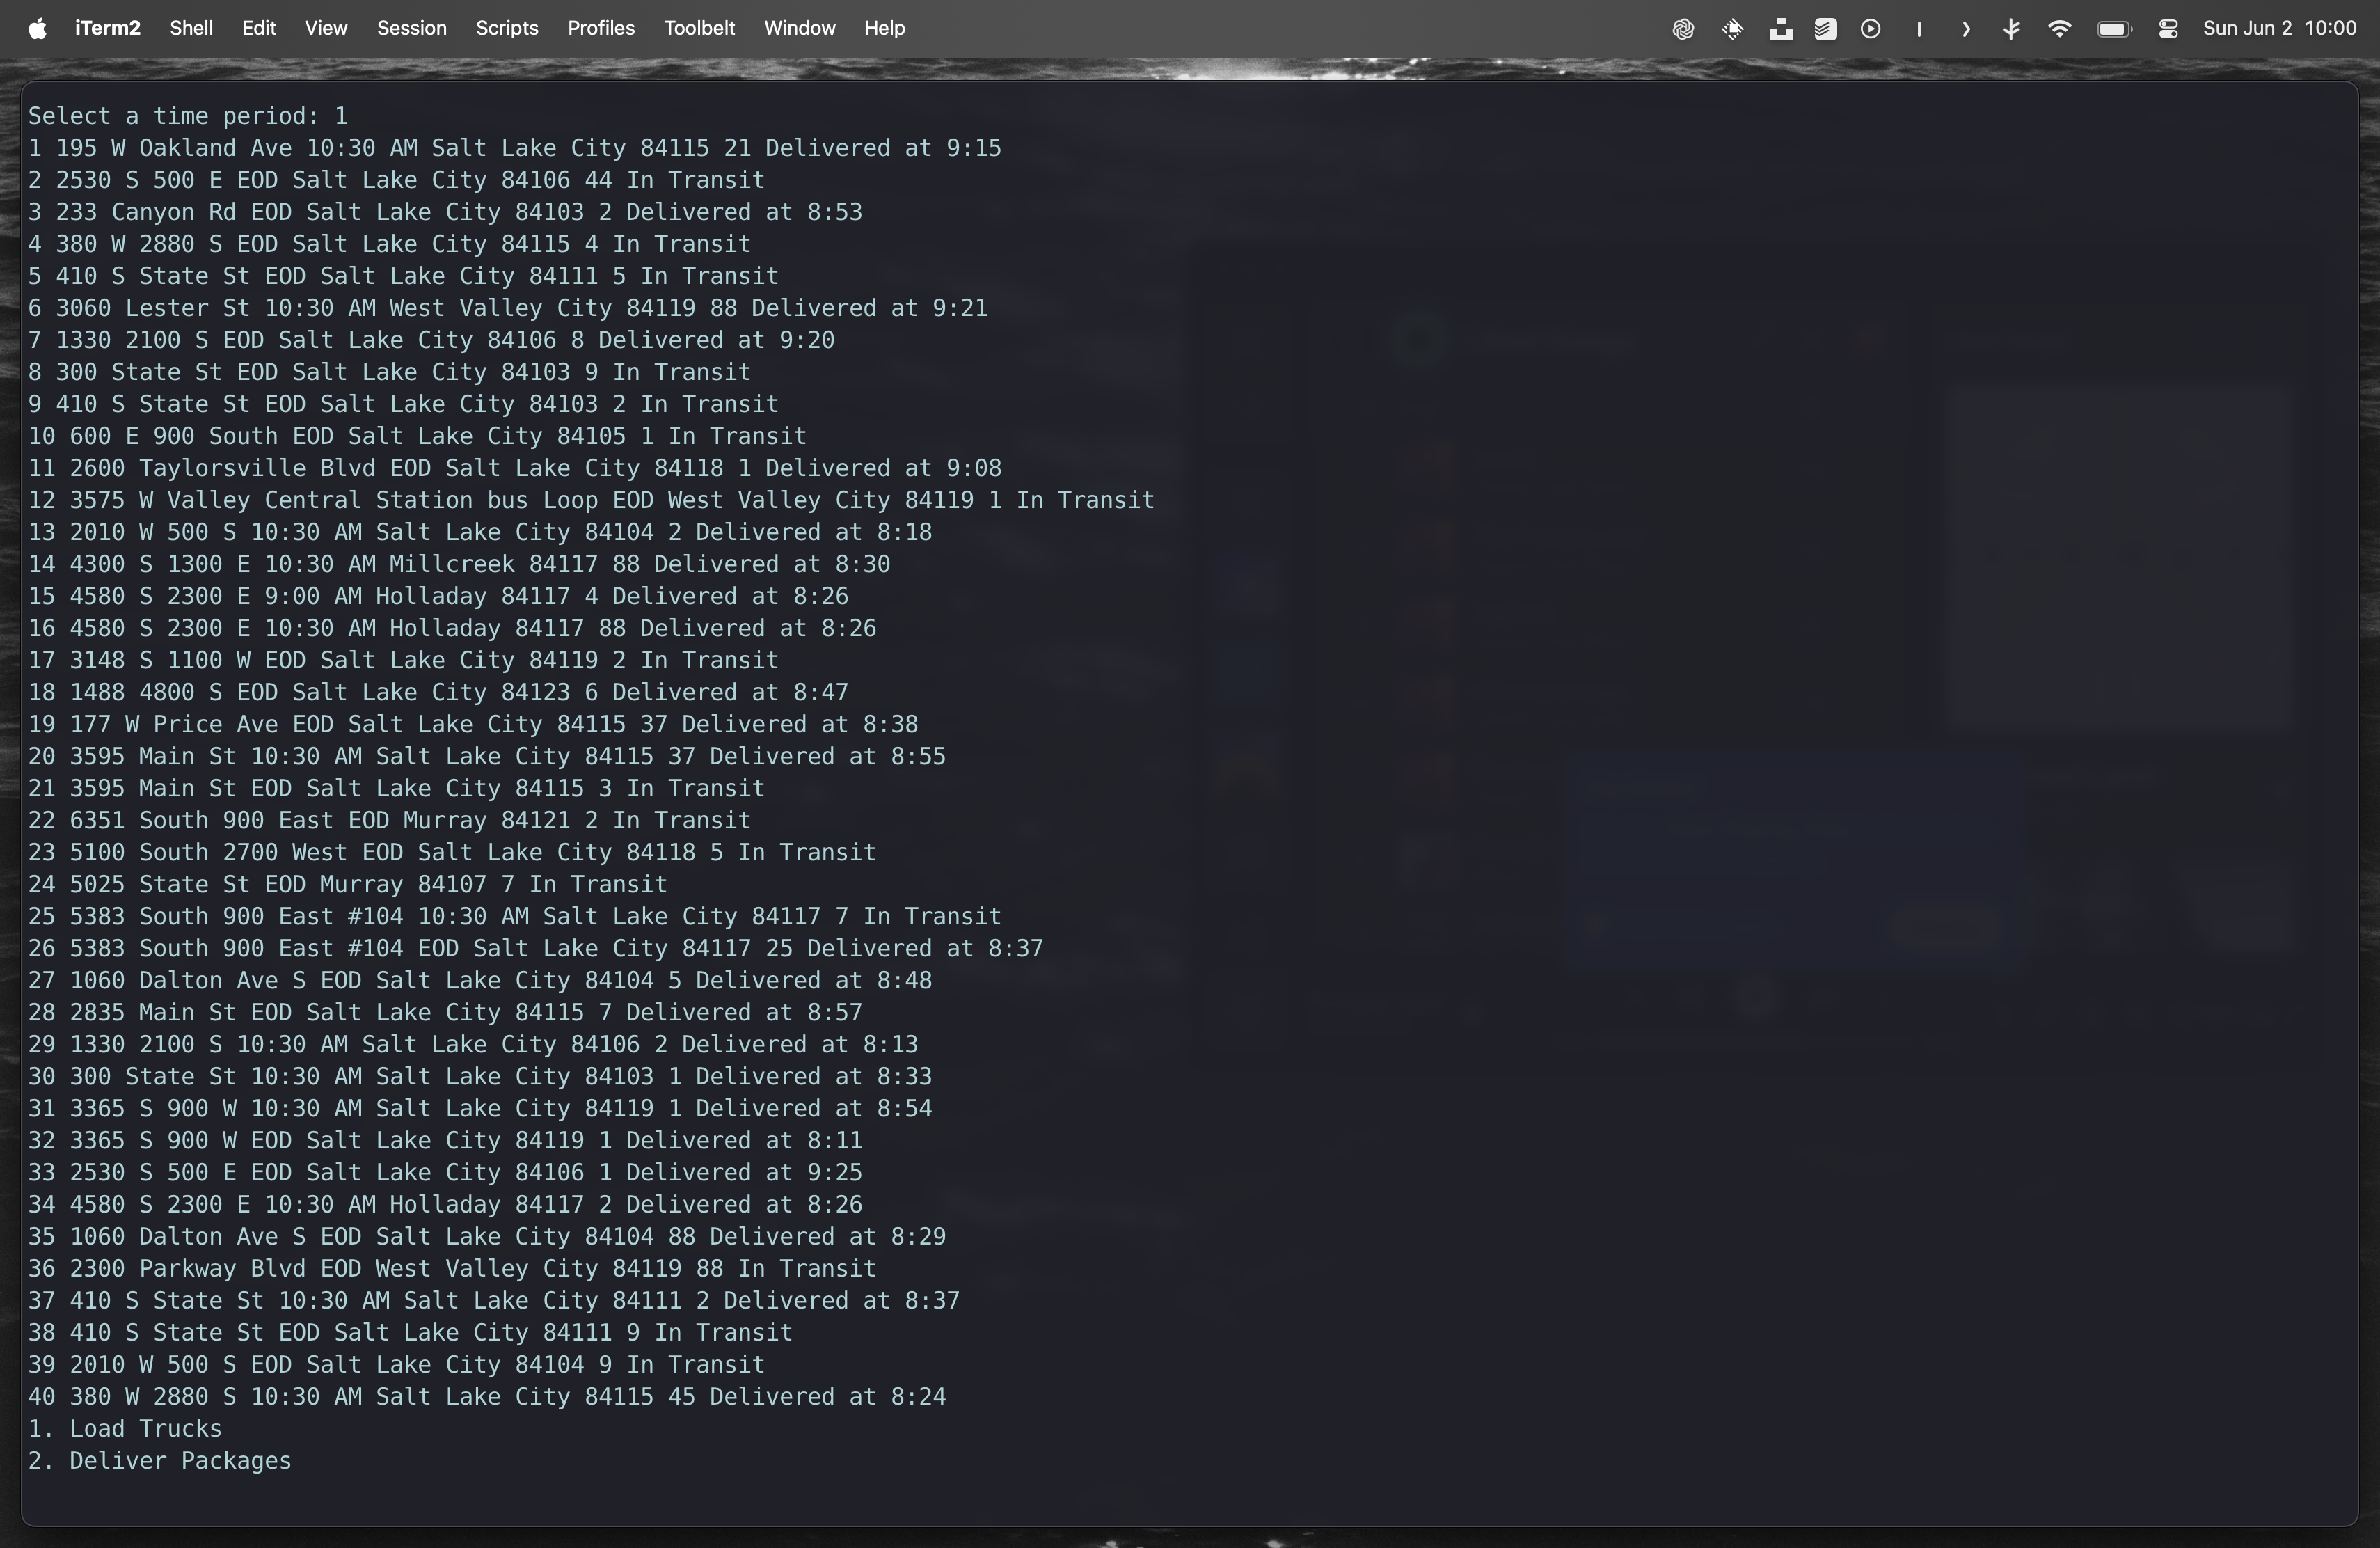 iTerm2 Shell Edit View Session Scripts Profiles Toolbelt Window Help Sun Jun 2 10:00
Select a time period: 1
1 195 W Oakland Ave 10:30 AM Salt Lake City 84115 21 Delivered at 9:15
2 2530 S 500 E EOD Salt Lake City 84106 44 In Transit
3 233 Canyon Rd EOD Salt Lake City 84103 2 Delivered at 8:53
4 380 W 2880 S EOD Salt Lake City 84115 4 In Transit
5 410 S State St EOD Salt Lake City 84111 5 In Transit
6 3060 Lester St 10:30 AM West Valley City 84119 88 Delivered at 9:21
7 1330 2100 S EOD Salt Lake City 84106 8 Delivered at 9:20
8 300 State St EOD Salt Lake City 84103 9 In Transit
9 410 S State St EOD Salt Lake City 84103 2 In Transit
10 600 E 900 South EOD Salt Lake City 84105 1 In Transit
11 2600 Taylorsville Blvd EOD Salt Lake City 84118 1 Delivered at 9:08
12 3575 W Valley Central Station bus Loop EOD West Valley City 84119 1 In Transit
13 2010 W 500 S 10:30 AM Salt Lake City 84104 2 Delivered at 8:18
14 4300 S 1300 E 10:30 AM Millcreek 84117 88 Delivered at 8:30
15 4580 S 2300 E 9:00 AM Holladay 84117 4 Delivered at 8:26
16 4580 S 2300 E 10:30 AM Holladay 84117 88 Delivered at 8:26
17 3148 S 1100 W EOD Salt Lake City 84119 2 In Transit
18 1488 4800 S EOD Salt Lake City 84123 6 Delivered at 8:47
19 177 W Price Ave EOD Salt Lake City 84115 37 Delivered at 8:38
20 3595 Main St 10:30 AM Salt Lake City 84115 37 Delivered at 8:55
21 3595 Main St EOD Salt Lake City 84115 3 In Transit
22 6351 South 900 East EOD Murray 84121 2 In Transit
23 5100 South 2700 West EOD Salt Lake City 84118 5 In Transit
24 5025 State St EOD Murray 84107 7 In Transit
25 5383 South 900 East #104 10:30 AM Salt Lake City 84117 7 In Transit
26 5383 South 900 East #104 EOD Salt Lake City 84117 25 Delivered at 8:37
27 1060 Dalton Ave S EOD Salt Lake City 84104 5 Delivered at 8:48
28 2835 Main St EOD Salt Lake City 84115 7 Delivered at 8:57
29 1330 2100 S 10:30 AM Salt Lake City 84106 2 Delivered at 8:13
30 300 State St 10:30 AM Salt Lake City 84103 1 Delivered at 8:33
31 3365 S 900 W 10:30 AM Salt Lake City 84119 1 Delivered at 8:54
32 3365 S 900 W EOD Salt Lake City 84119 1 Delivered at 8:11
33 2530 S 500 E EOD Salt Lake City 84106 1 Delivered at 9:25
34 4580 S 2300 E 10:30 AM Holladay 84117 2 Delivered at 8:26
35 1060 Dalton Ave S EOD Salt Lake City 84104 88 Delivered at 8:29
36 2300 Parkway Blvd EOD West Valley City 84119 88 In Transit
37 410 S State St 10:30 AM Salt Lake City 84111 2 Delivered at 8:37
38 410 S State St EOD Salt Lake City 84111 9 In Transit
39 2010 W 500 S EOD Salt Lake City 84104 9 In Transit
40 380 W 2880 S 10:30 AM Salt Lake City 84115 45 Delivered at 8:24
1. Load Trucks
2. Deliver Packages